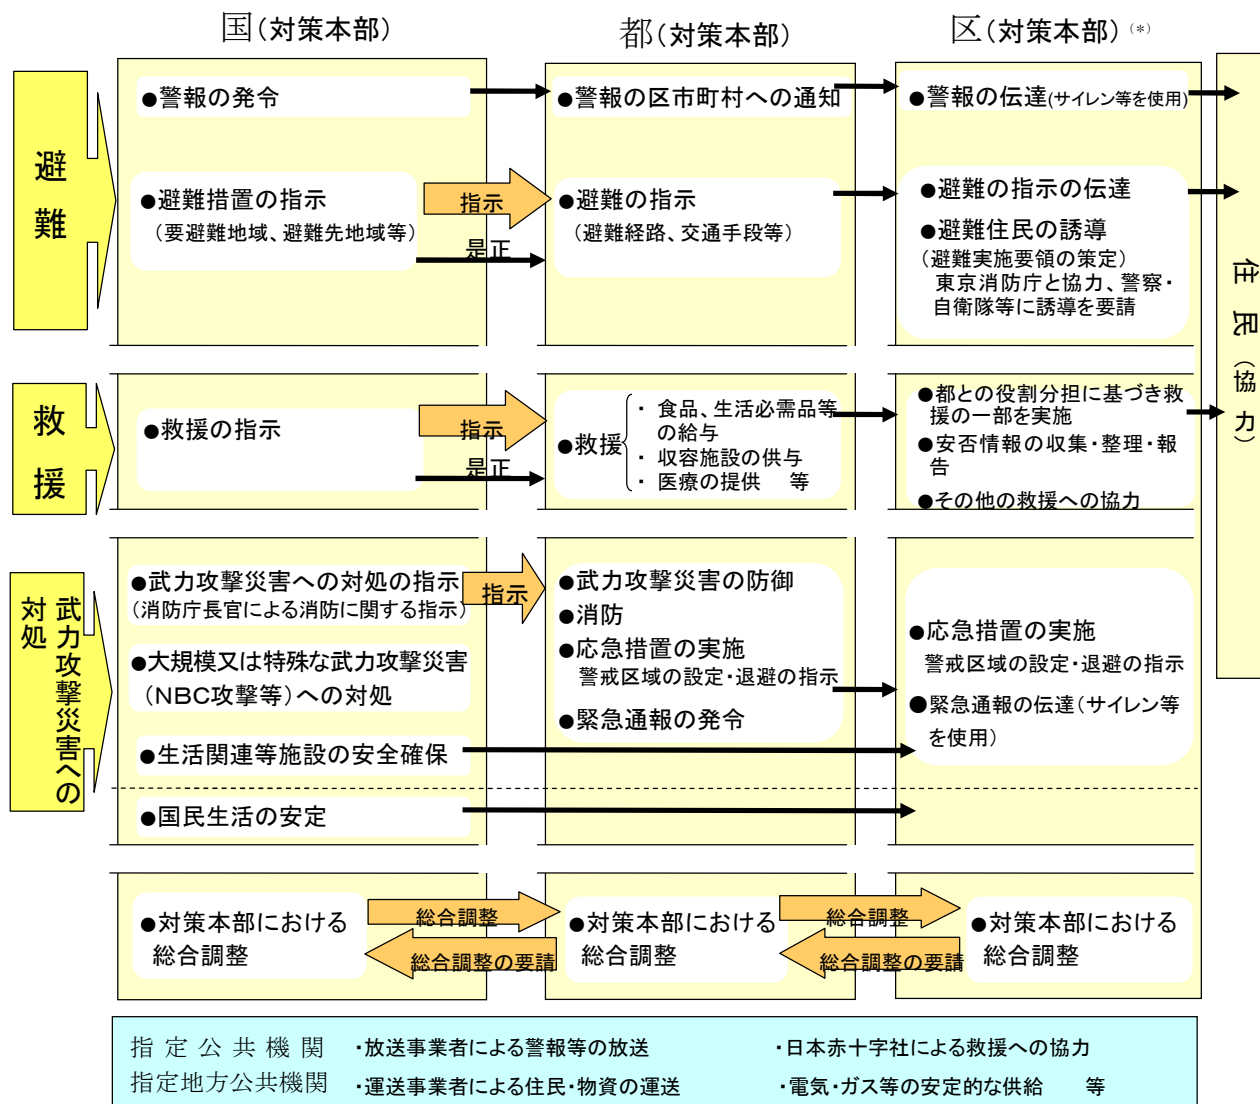 国(対策本部)
都(対策本部)
区(対策本部)(*)
避難
●警報の発令
●警報の区市町村への通知
●警報の伝達(サイレン等を使用)
●避難措置の指示
(要避難地域、避難先地域等)
指示
是正
●避難の指示
(避難経路、交通手段等)
●避難の指示の伝達
●避難住民の誘導
(避難実施要領の策定)
東京消防庁と協力、警察・
自衛隊等に誘導を要請
住民(協力)
救援
●救援の指示
指示
是正
●救援
・ 食品、生活必需品等
の給与
・ 収容施設の供与
・ 医療の提供 等
●都との役割分担に基づき救
援の一部を実施
●安否情報の収集・整理・報
告
●その他の救援への協力
武力攻撃災害への
対処
●武力攻撃災害への対処の指示
(消防庁長官による消防に関する指示)
指示
●大規模又は特殊な武力攻撃災害
(NBC攻撃等)への対処
●生活関連等施設の安全確保
●国民生活の安定
●武力攻撃災害の防御
●消防
●応急措置の実施
警戒区域の設定・退避の指示
●緊急通報の発令
●応急措置の実施
警戒区域の設定・退避の指示
●緊急通報の伝達(サイレン等
を使用)
●対策本部における
総合調整
総合調整
総合調整の要請
●対策本部における
総合調整
総合調整
総合調整の要請
●対策本部における
総合調整
指定公共機関 ・放送事業者による警報等の放送 ・日本赤十字社による救援への協力
指定地方公共機関 ・運送事業者による住民・物資の運送 ・電気・ガス等の安定的な供給 等